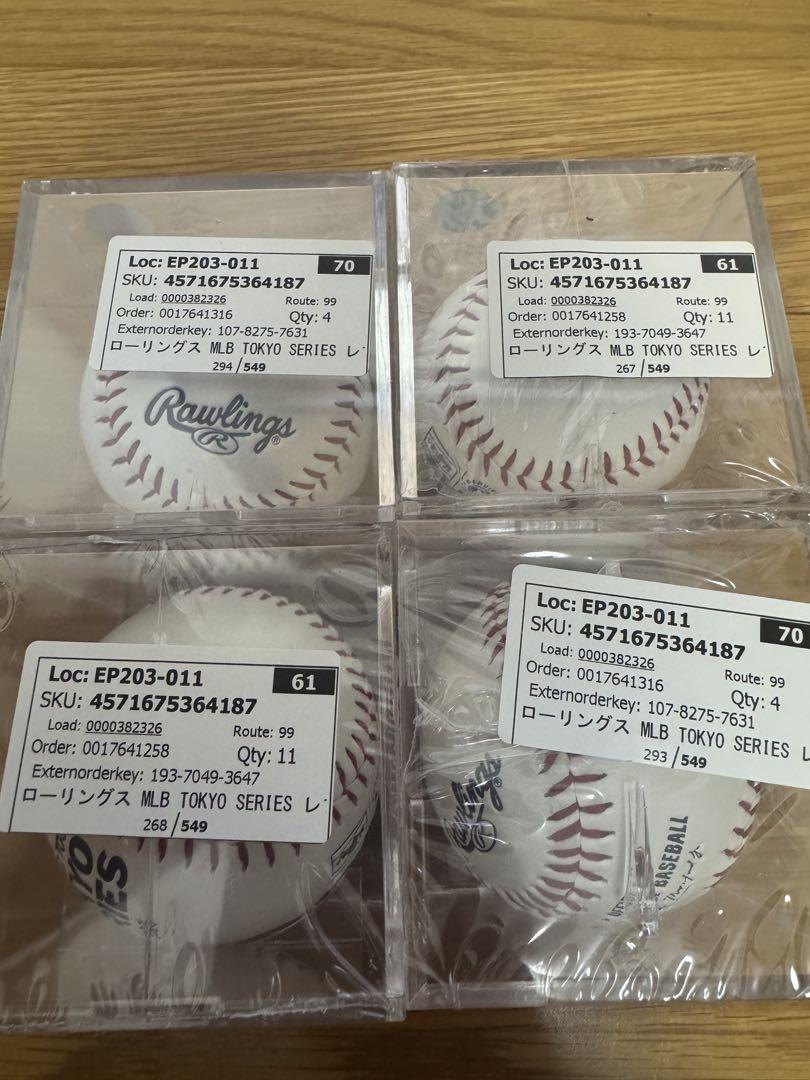 Loc: EP203-011 70
SKU: 4571675364187
Load: 0000382326 Route: 99
Order: 0017641316 Qty: 4
Externorderkey: 107-8275-7631
ローリングス MLB TOKYO SERIES レ
294 / 549
Rawlings
R
Loc: EP203-011 61
SKU: 4571675364187
Load: 0000382326 Route: 99
Order: 0017641258 Qty: 11
Externorderkey: 193-7049-3647
ローリングス MLB TOKYO SERIES レ
267 / 549
Loc: EP203-011 61
SKU: 4571675364187
Load: 0000382326 Route: 99
Order: 0017641258 Qty: 11
Externorderkey: 193-7049-3647
ローリングス MLB TOKYO SERIES レ
268 / 549
Loc: EP203-011 70
SKU: 4571675364187
Load: 0000382326 Route: 99
Order: 0017641316 Qty: 4
Externorderkey: 107-8275-7631
ローリングス MLB TOKYO SERIES レ
293 / 549
Rawlings
BASEBALL